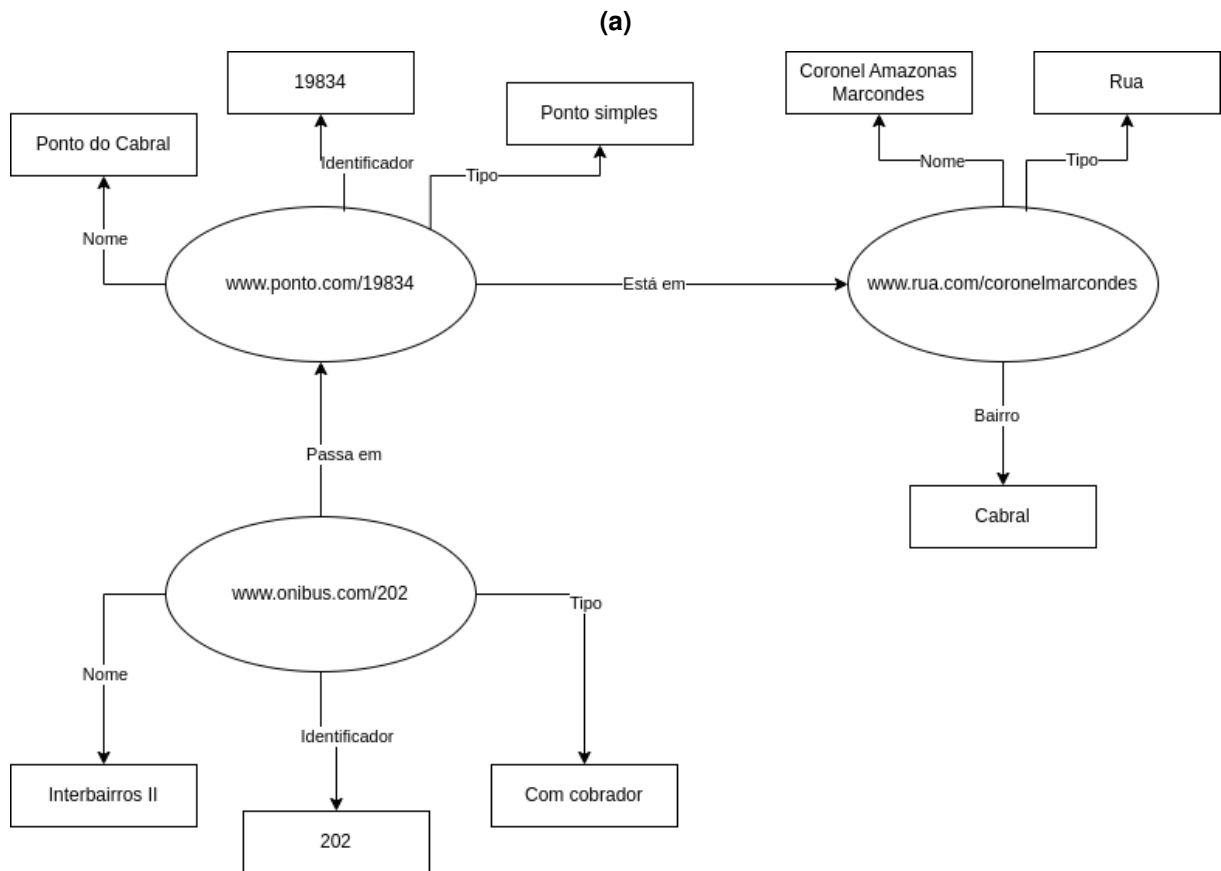 (a)
19834
Coronel Amazonas
Marcondes
Rua
Ponto simples
Ponto do Cabral
Identificador
Nome
Tipo
Tipo
Nome
www.ponto.com/19834
Está em
www.rua.com/coronelmarcondes
Bairro
Passa em
Cabral
www.onibus.com/202
Tipo
Nome
Identificador
Interbairros II
Com cobrador
202